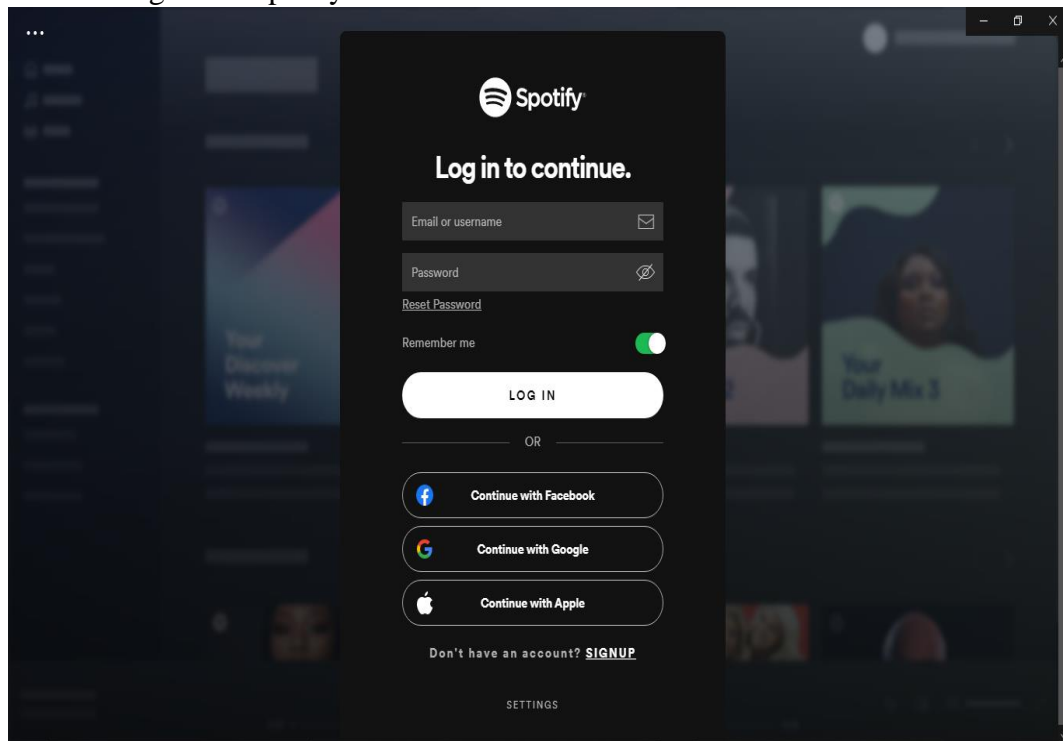 ...
Spotify
Log in to continue.
Email or username
Password
Reset Password
Remember me
LOG IN
OR
Continue with Facebook
Continue with Google
Continue with Apple
Don't have an account? SIGNUP
SETTINGS
Your
Discover
Weekly
2
Your
Daily Mix 3